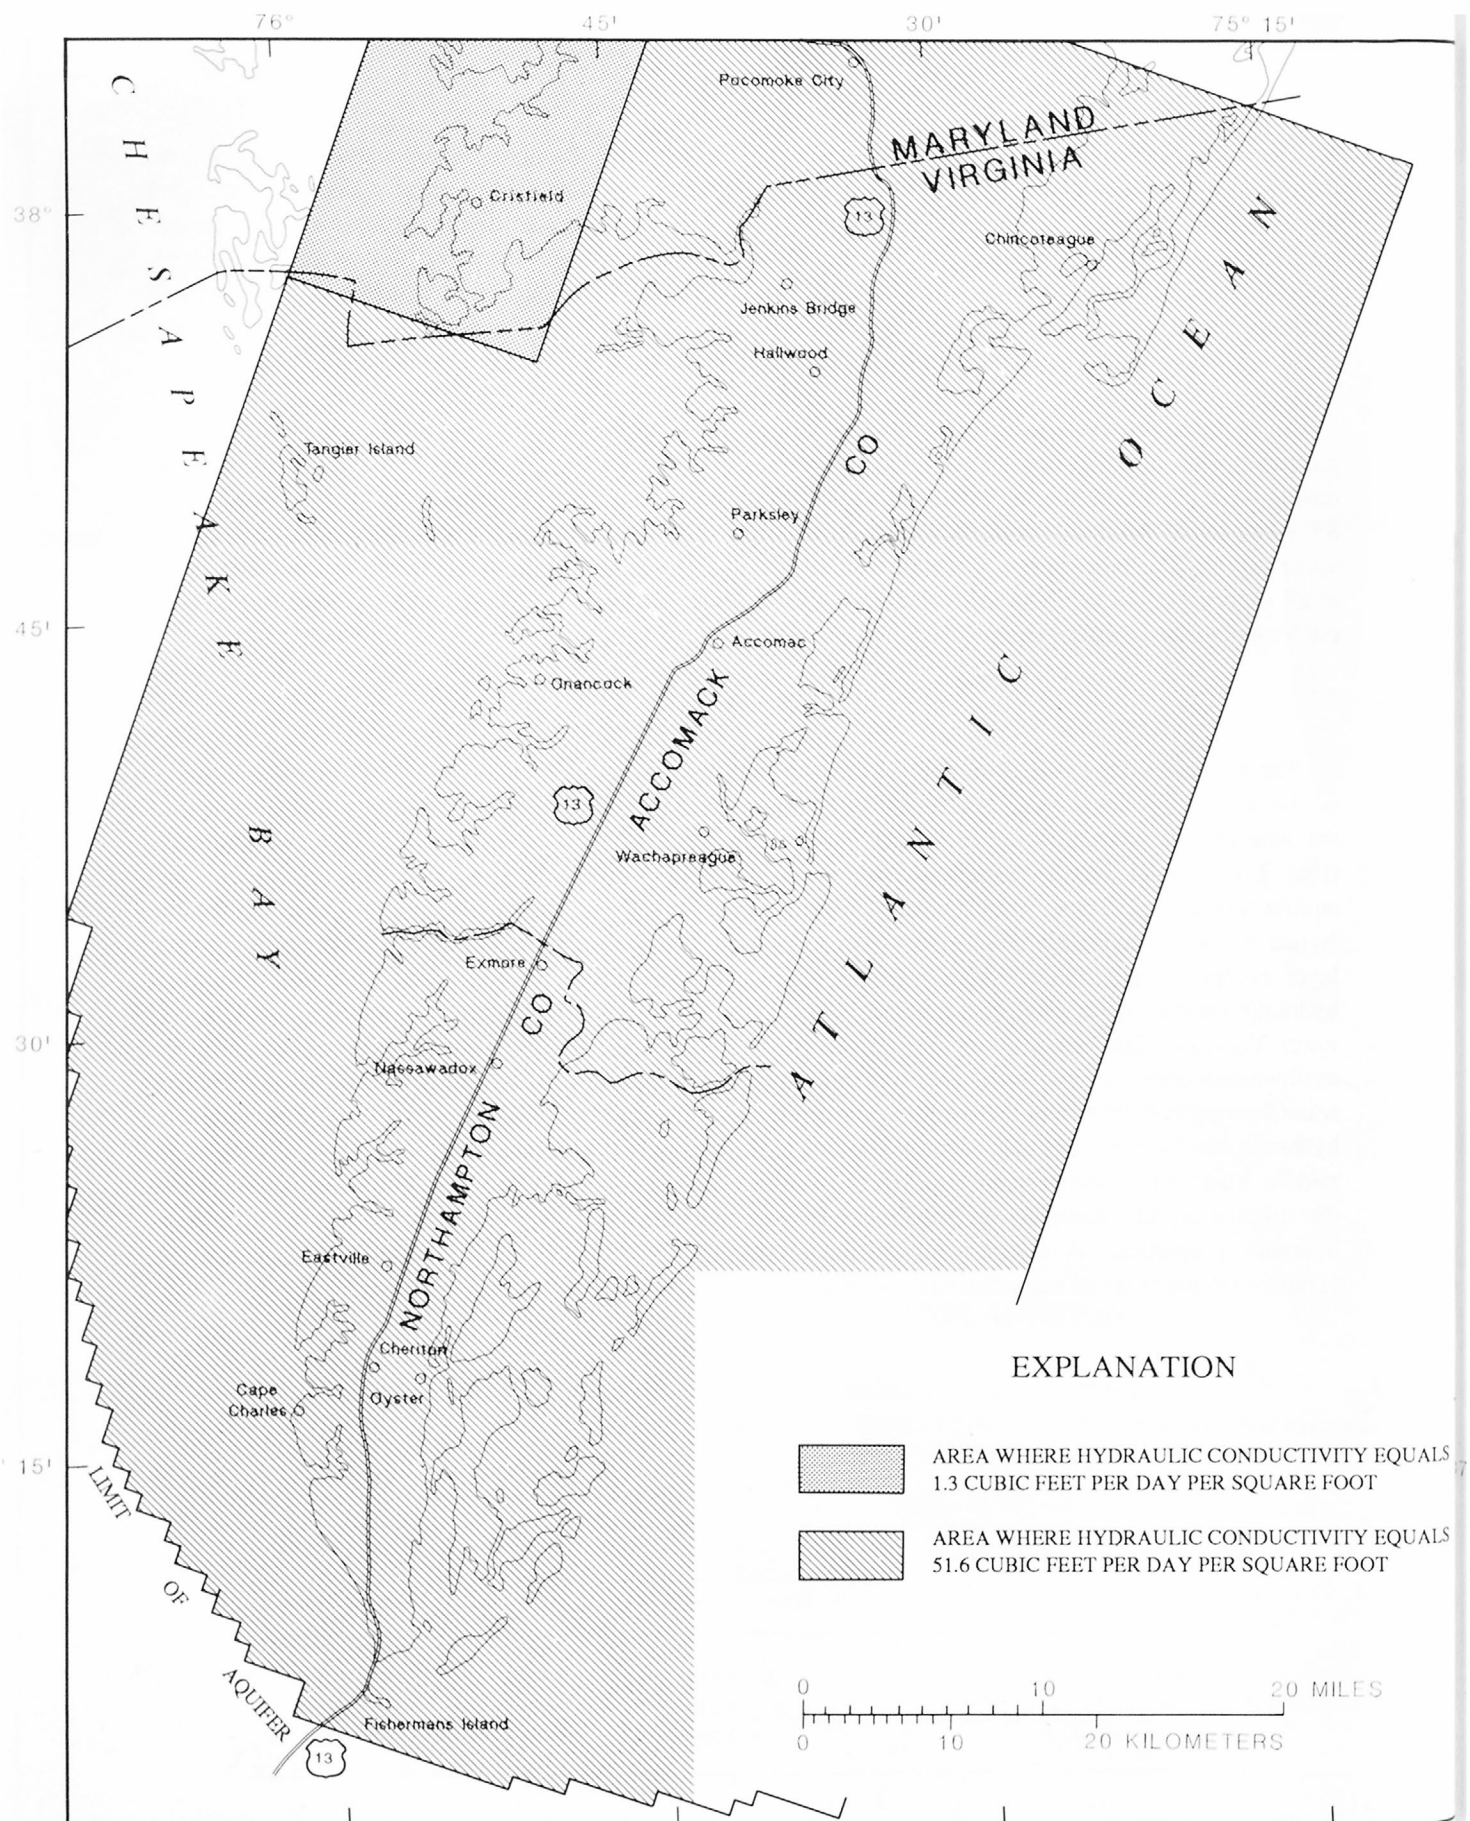 76° 45' 30' 75° 15'
Pocomoke City
MARYLAND
VIRGINIA
Crisfield
38°
13
Chincoteague
CHESAPEAKE
BAY
ATLANTIC
OCEAN
Jenkins Bridge
Hallwood
Tangier Island
CO
Parksley
45'
Accomac
Onancock
ACCOMACK
13
Wachapreague
Exmore
CO
30'
Nassawadox
NORTHAMPTON
Eastville
Cheriton
Cape
Charles
Oyster
15'
LIMIT
OF
AQUIFER
Fishermans Island
13
EXPLANATION
AREA WHERE HYDRAULIC CONDUCTIVITY EQUALS
1.3 CUBIC FEET PER DAY PER SQUARE FOOT
AREA WHERE HYDRAULIC CONDUCTIVITY EQUALS
51.6 CUBIC FEET PER DAY PER SQUARE FOOT
0 10 20 MILES
0 10 20 KILOMETERS